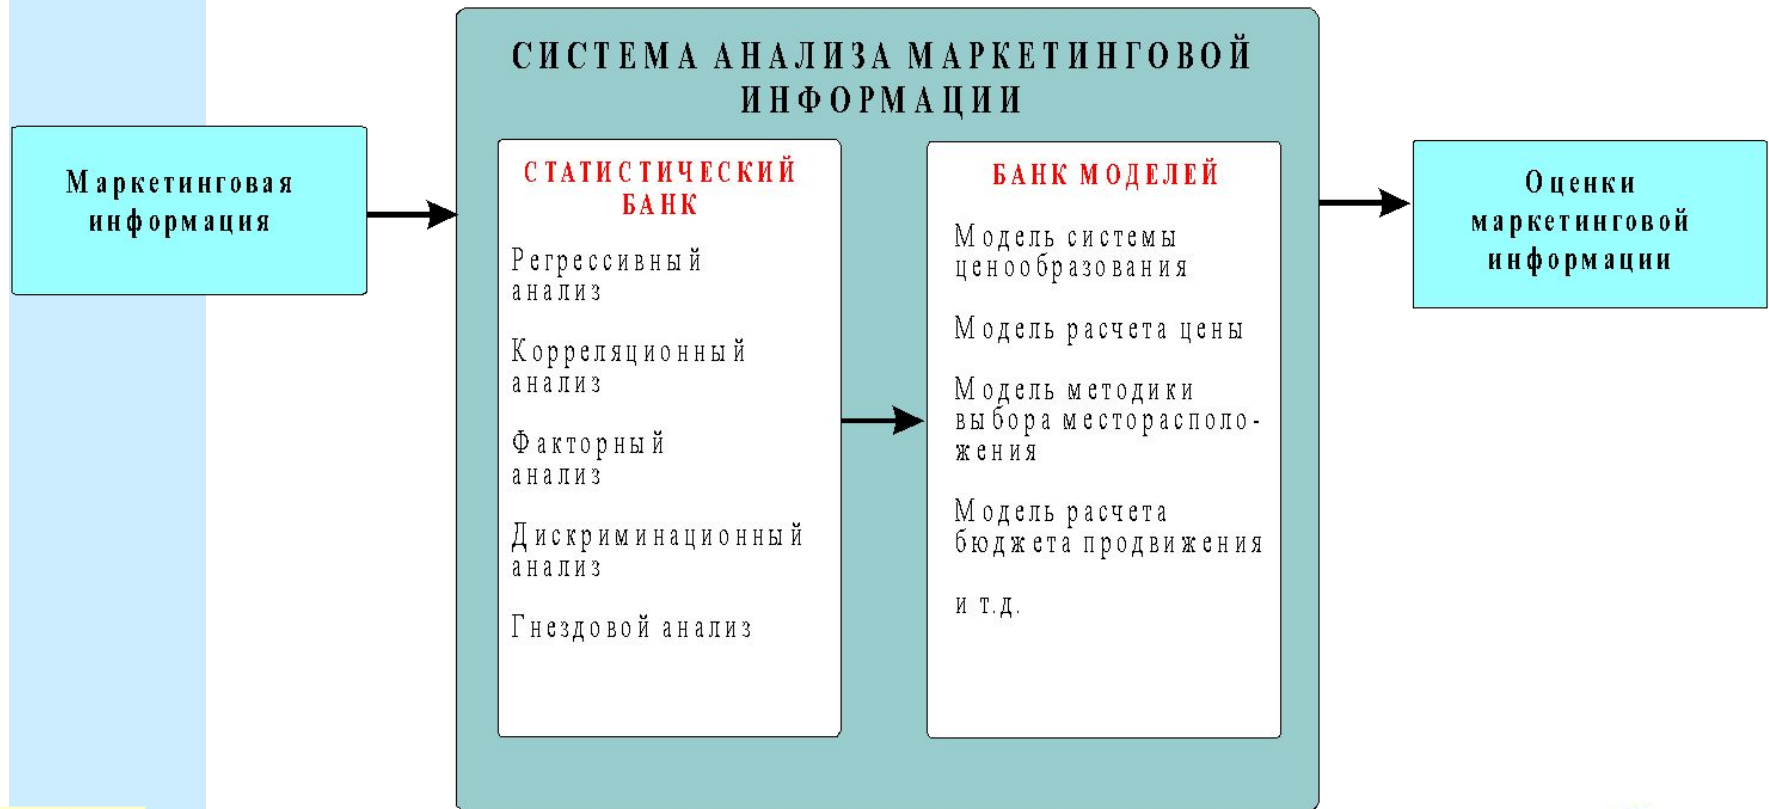 СИСТЕМА АНАЛИЗА МАРКЕТИНГОВОЙ
ИНФОРМАЦИИ
Маркетинговая
информация
СТАТИСТИЧЕСКИЙ
БАНК
Регрессивный
анализ
Корреляционный
анализ
Факторный
анализ
Дискриминационный
анализ
Гнездовой анализ
БАНК МОДЕЛЕЙ
Модель системы
ценообразования
Модель расчета цены
Модель методики
выбора месторасполо-
жения
Модель расчета
бюджета продвижения
и т.д.
Оценки
маркетинговой
информации